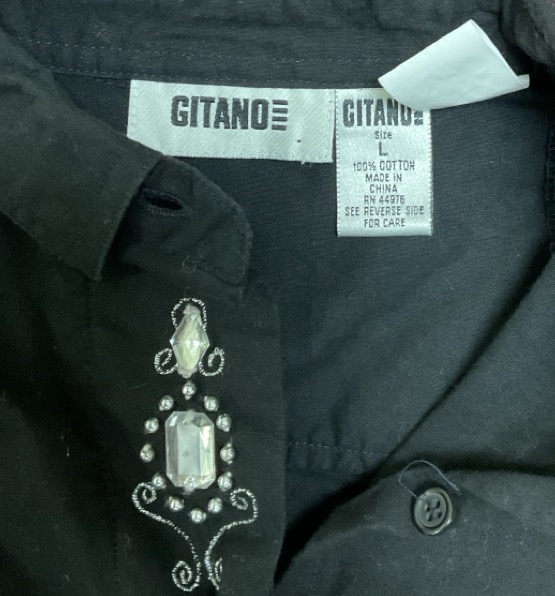 GITANO
GITANO
Size
L
100% COTTON
MADE IN
CHINA
RN 44976
SEE REVERSE SIDE
FOR CARE